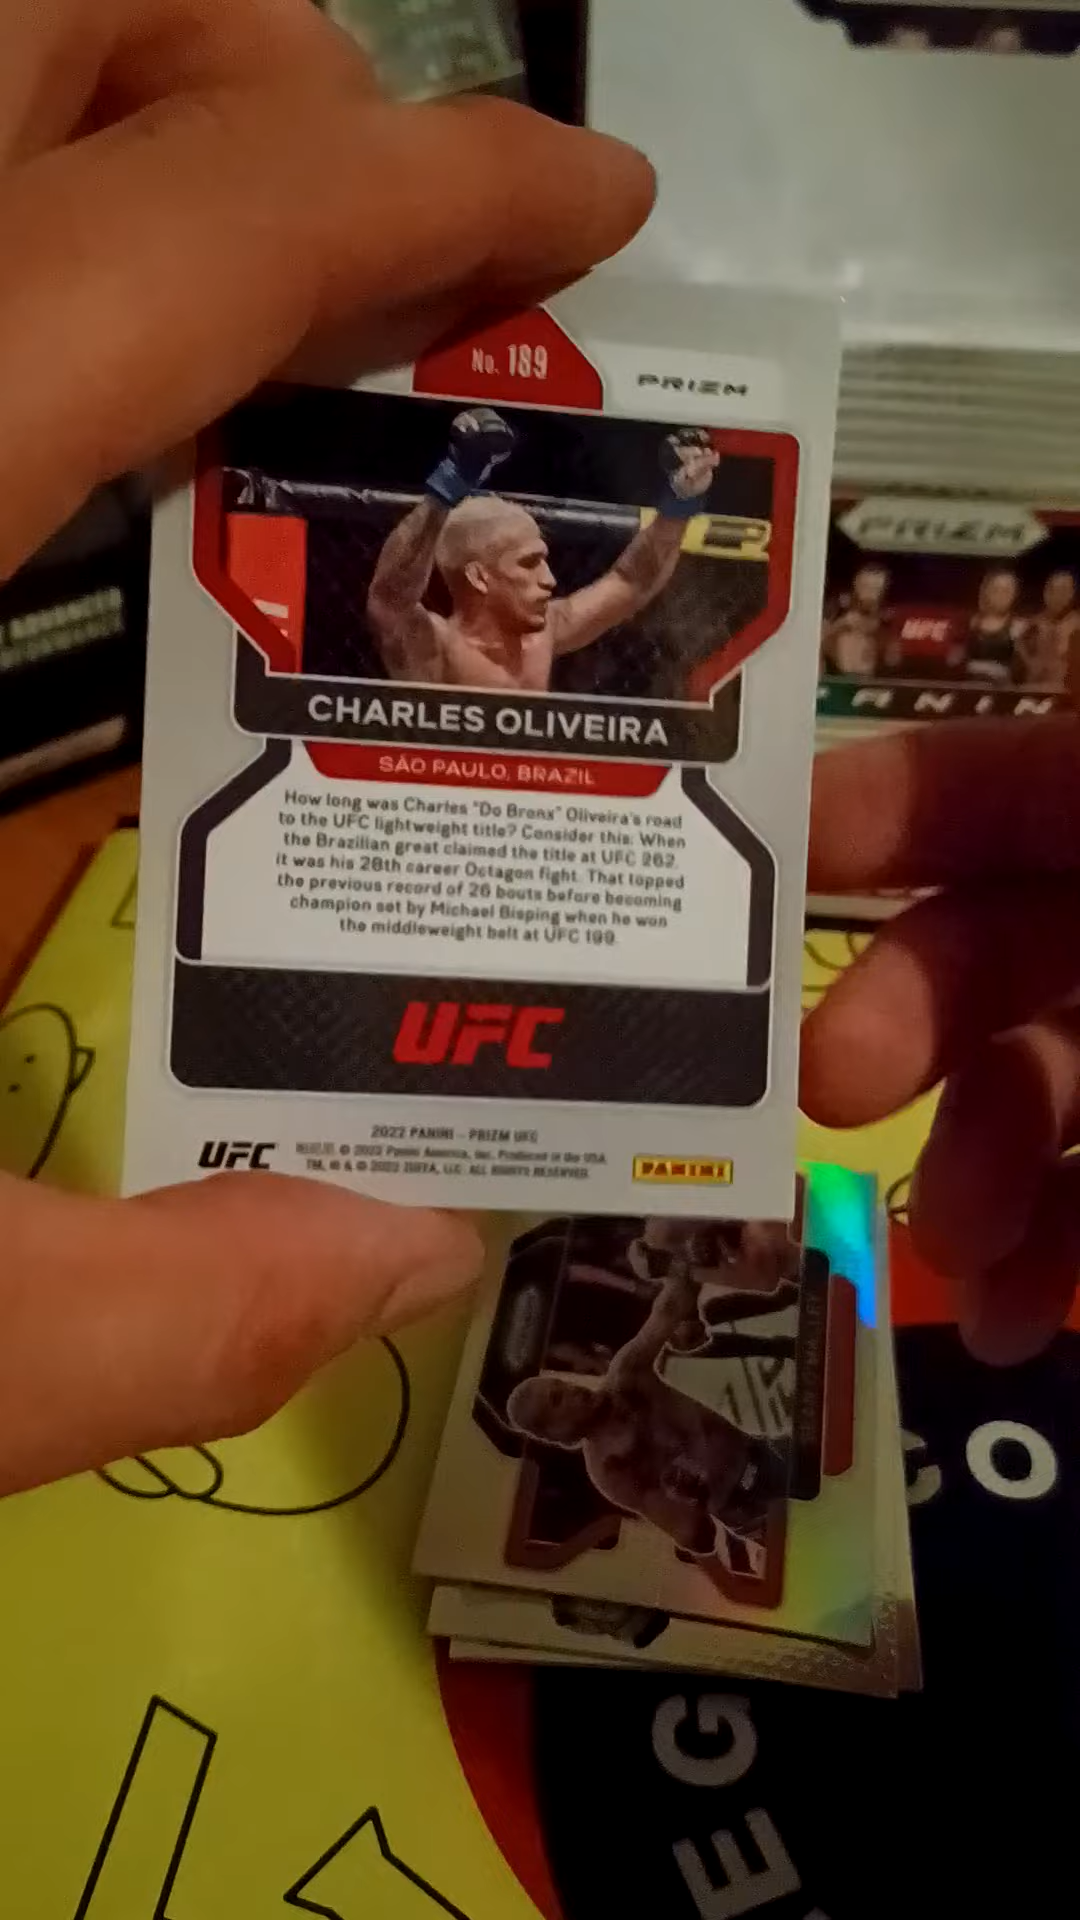 No. 189
PRIZM
CHARLES OLIVEIRA
SÃO PAULO, BRAZIL
How long was Charles "Do Bronx" Oliveira's road
to the UFC lightweight title? Consider this: When
the Brazilian great claimed the title at UFC 262,
it was his 28th career Octagon fight. That topped
the previous record of 26 bouts before becoming
champion set by Michael Bisping when he won
the middleweight belt at UFC 199.
UFC
2022 PANINI - PRIZM UFC
© 2022 Panini America, Inc. Produced in the USA
TM, ® & © 2022 ZUFFA, LLC. ALL RIGHTS RESERVED.
UFC
PANINI
PRIZM
UFC
PANIN
O
EG